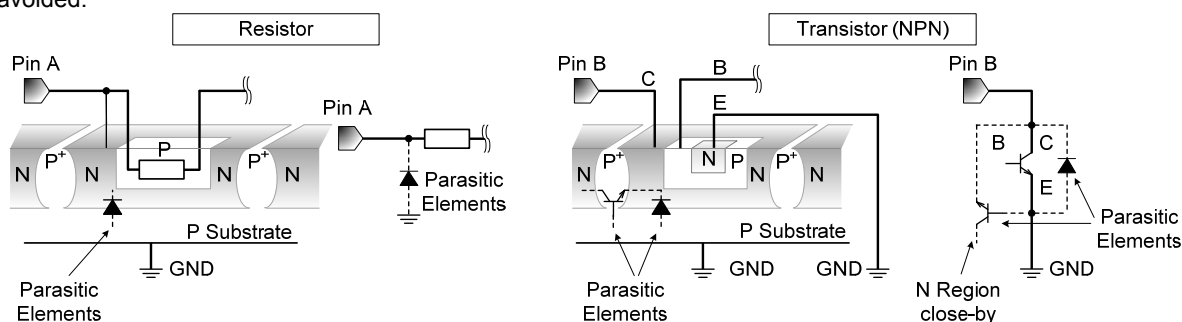 avoided.
Resistor
Transistor (NPN)
Pin A
Pin A
N
P+
N
P
N
P+
N
Parasitic
Elements
P Substrate
GND
Parasitic
Elements
Pin B
C
B
E
N
P+
N
N
P
N
P+
N
P Substrate
GND
GND
Parasitic
Elements
Pin B
B
C
E
Parasitic
Elements
GND
N Region
close-by